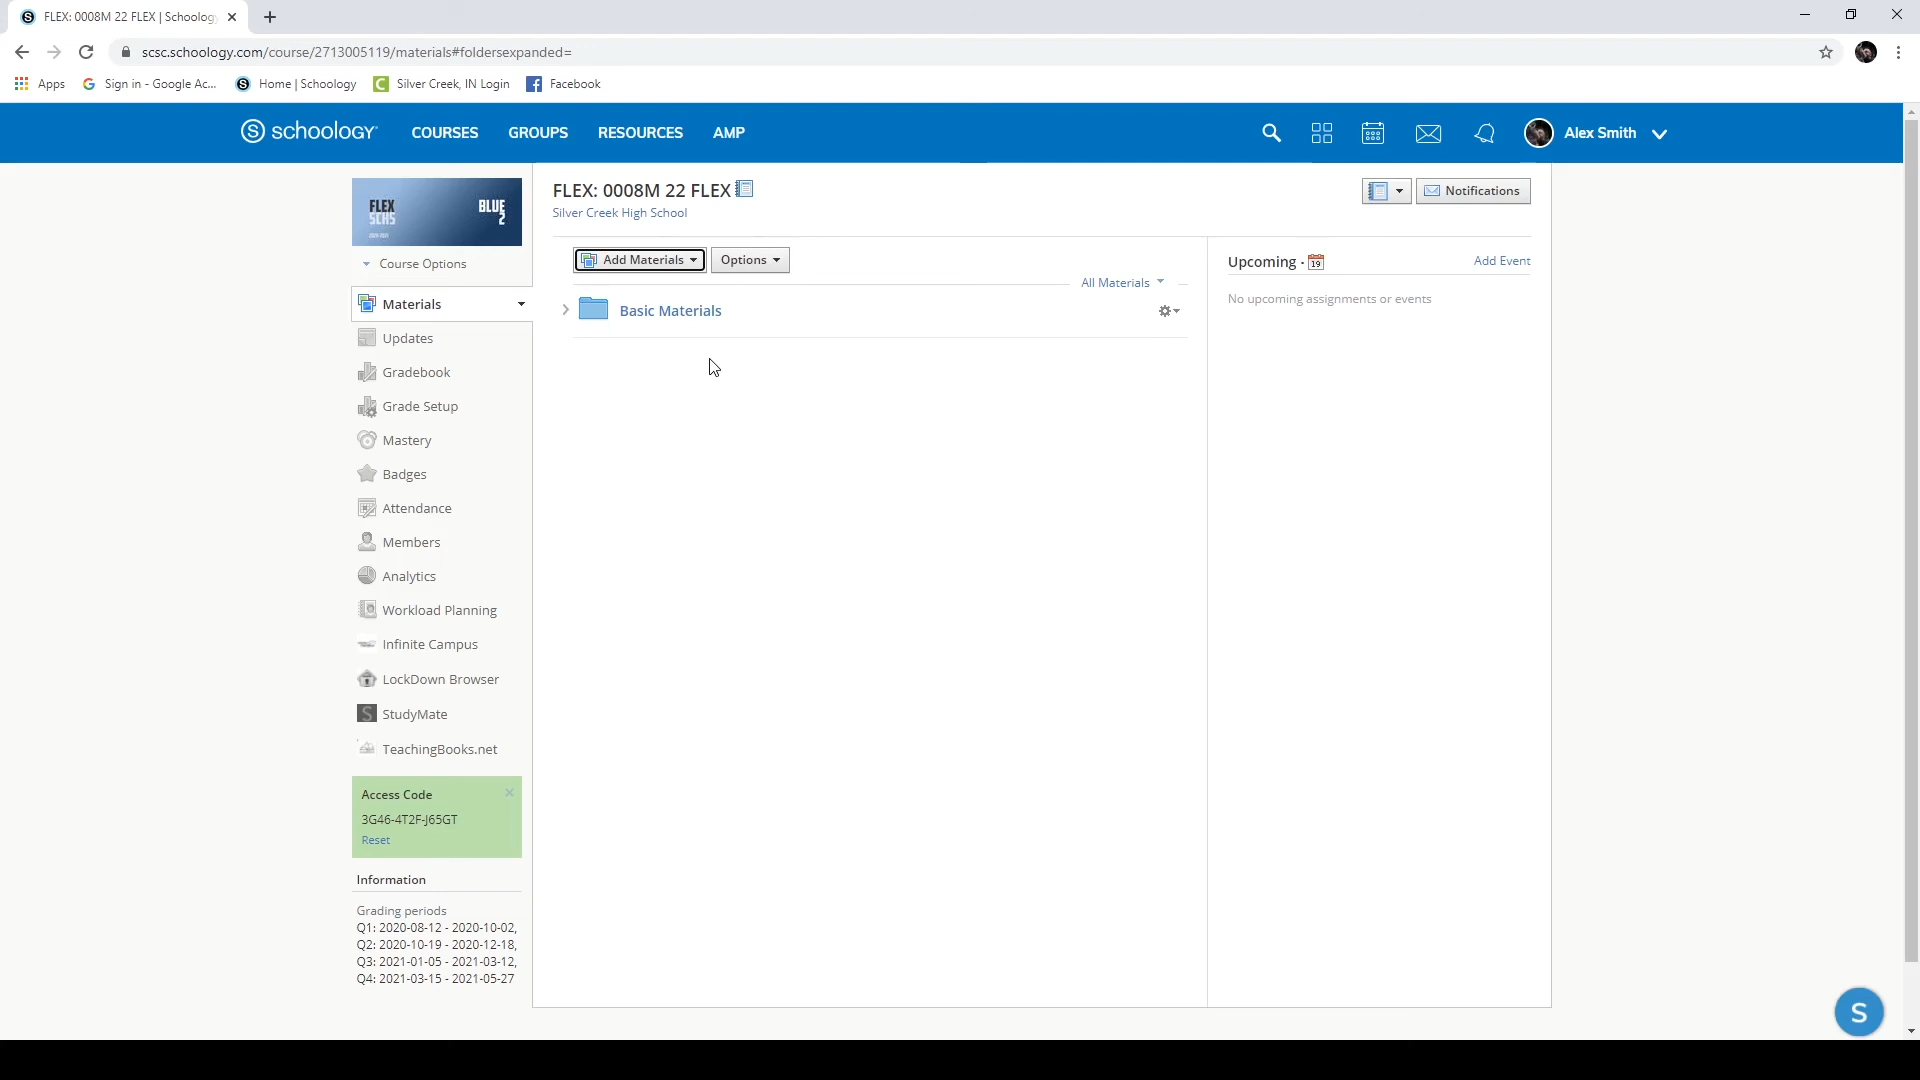 FLEX: 0008M 22 FLEX | Schoology
scsc.schoology.com/course/2713005119/materials#foldersexpanded=
Apps
Sign in - Google Ac...
Home | Schoology
Silver Creek, IN Login
Facebook
S schoology
COURSES
GROUPS
RESOURCES
AMP
Alex Smith
FLEX
SCHS
BLUE
2
FLEX: 0008M 22 FLEX
Silver Creek High School
Notifications
Course Options
Add Materials
Options
All Materials
Upcoming · 19
Add Event
No upcoming assignments or events
Materials
Basic Materials
Updates
Gradebook
Grade Setup
Mastery
Badges
Attendance
Members
Analytics
Workload Planning
Infinite Campus
LockDown Browser
S StudyMate
TeachingBooks.net
Access Code
3G46-4T2F-J65GT
Reset
Information
Grading periods
Q1: 2020-08-12 - 2020-10-02,
Q2: 2020-10-19 - 2020-12-18,
Q3: 2021-01-05 - 2021-03-12,
Q4: 2021-03-15 - 2021-05-27
S